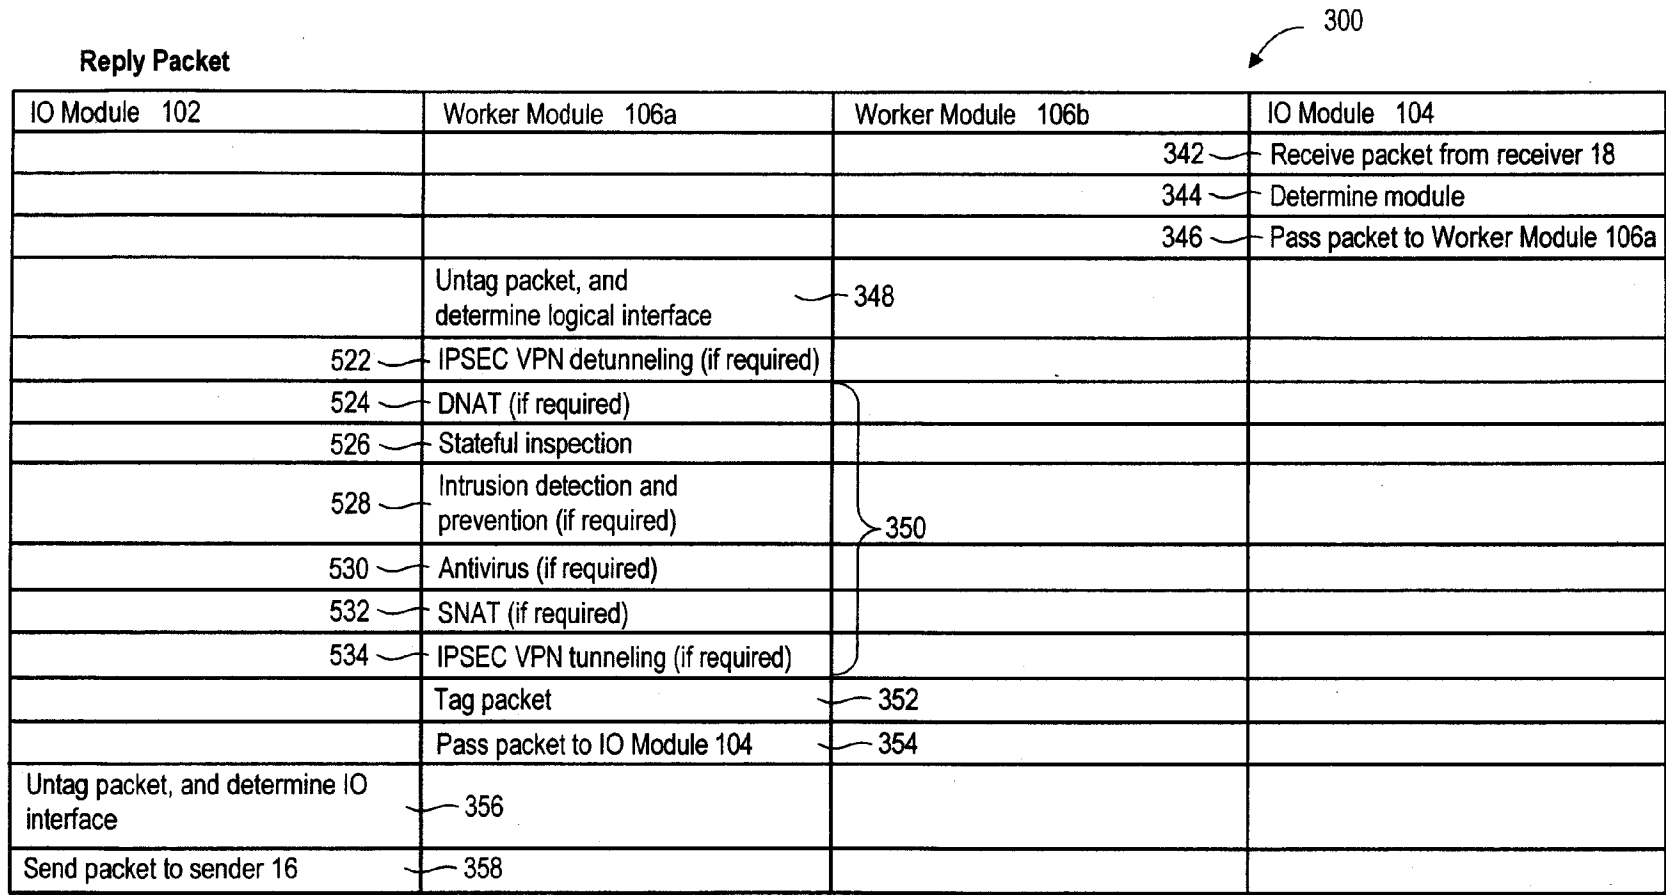 300
Reply Packet
IO Module 102 Worker Module 106a Worker Module 106b IO Module 104
342 Receive packet from receiver 18
344 Determine module
346 Pass packet to Worker Module 106a
Untag packet, and
determine logical interface 348
522 IPSEC VPN detunneling (if required)
524 DNAT (if required)
526 Stateful inspection
528 Intrusion detection and
prevention (if required)
350
530 Antivirus (if required)
532 SNAT (if required)
534 IPSEC VPN tunneling (if required)
Tag packet 352
Pass packet to IO Module 104 354
Untag packet, and determine IO
interface 356
Send packet to sender 16 358